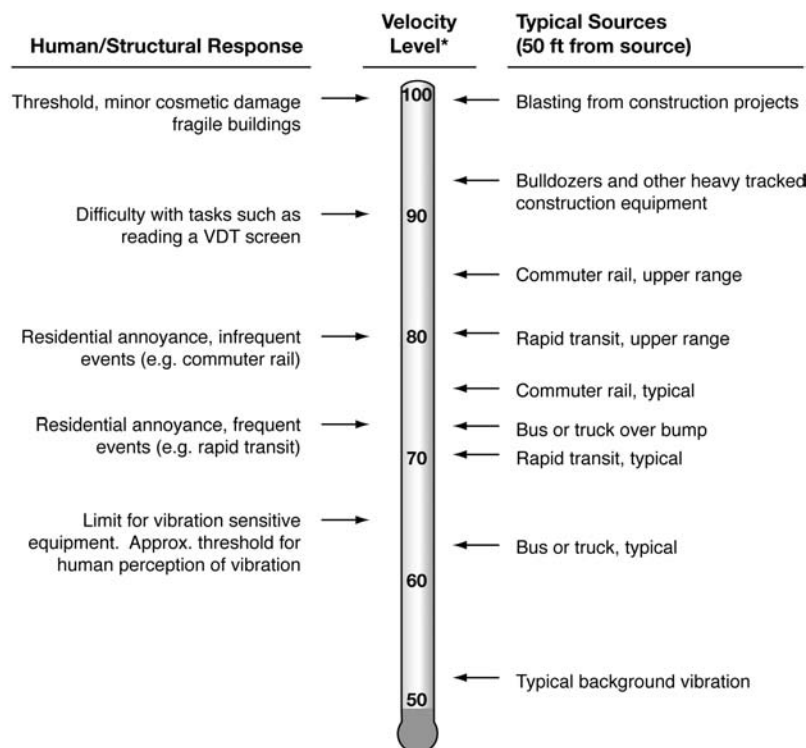 Human/Structural Response
Velocity
Level*
Typical Sources
(50 ft from source)
Threshold, minor cosmetic damage
fragile buildings
100
Blasting from construction projects
Bulldozers and other heavy tracked
construction equipment
Difficulty with tasks such as
reading a VDT screen
90
Commuter rail, upper range
Residential annoyance, infrequent
events (e.g. commuter rail)
80
Rapid transit, upper range
Commuter rail, typical
Residential annoyance, frequent
events (e.g. rapid transit)
Bus or truck over bump
70
Rapid transit, typical
Limit for vibration sensitive
equipment. Approx. threshold for
human perception of vibration
Bus or truck, typical
60
Typical background vibration
50